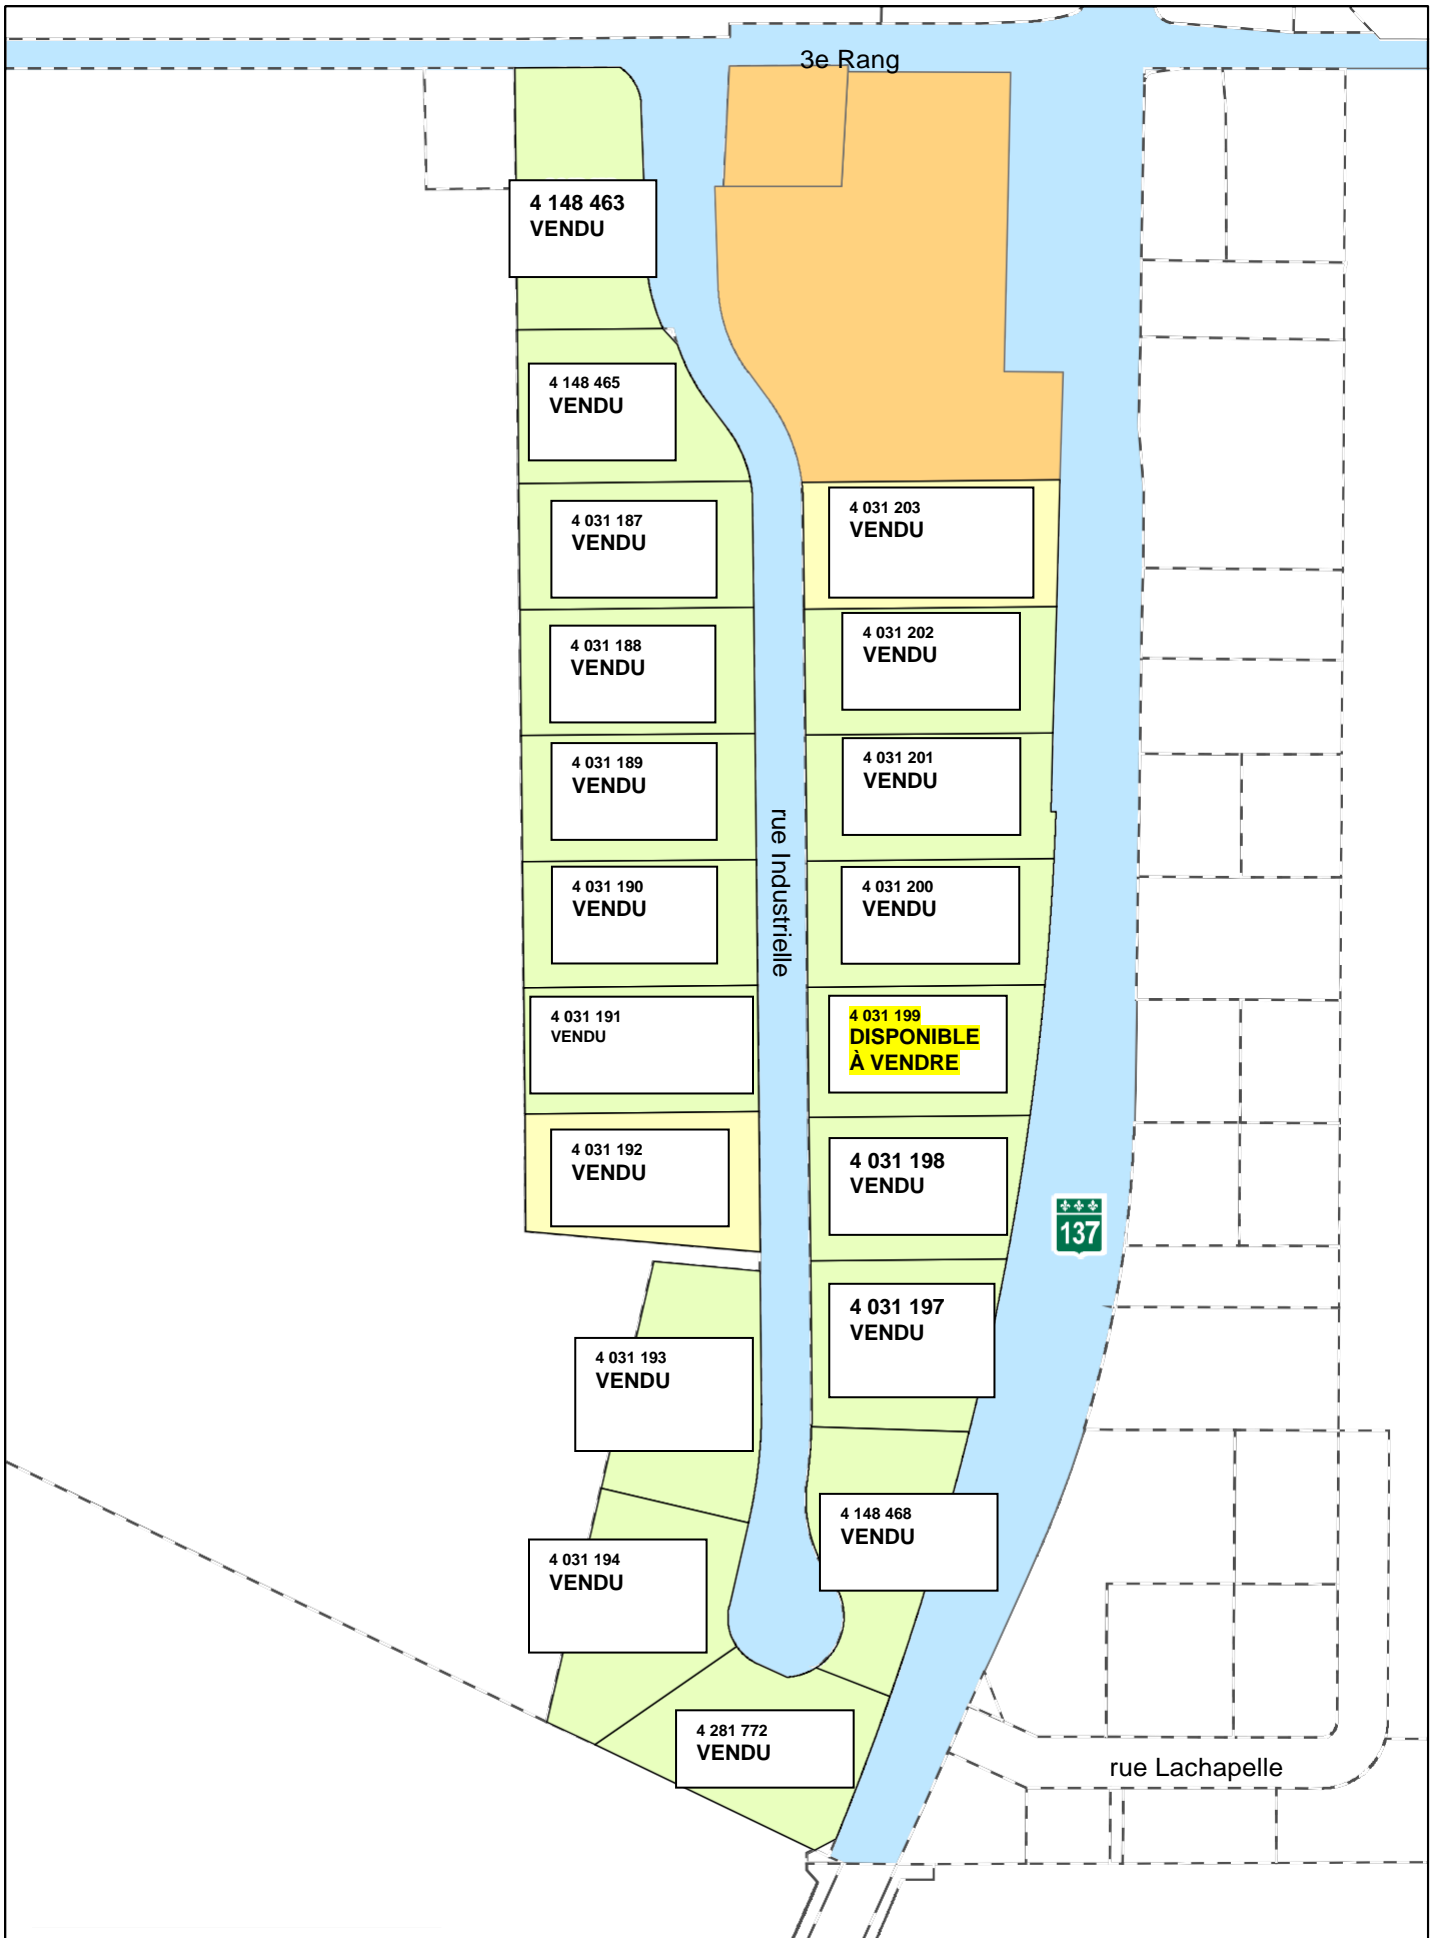 3e Rang
4 148 463
VENDU
4 148 465
VENDU
4 031 187
VENDU
4 031 203
VENDU
4 031 188
VENDU
4 031 202
VENDU
4 031 189
VENDU
4 031 201
VENDU
rue Industrielle
4 031 190
VENDU
4 031 200
VENDU
4 031 191
VENDU
4 031 199
DISPONIBLE
À VENDRE
4 031 192
VENDU
4 031 198
VENDU
137
4 031 197
VENDU
4 031 193
VENDU
4 148 468
VENDU
4 031 194
VENDU
4 281 772
VENDU
rue Lachapelle